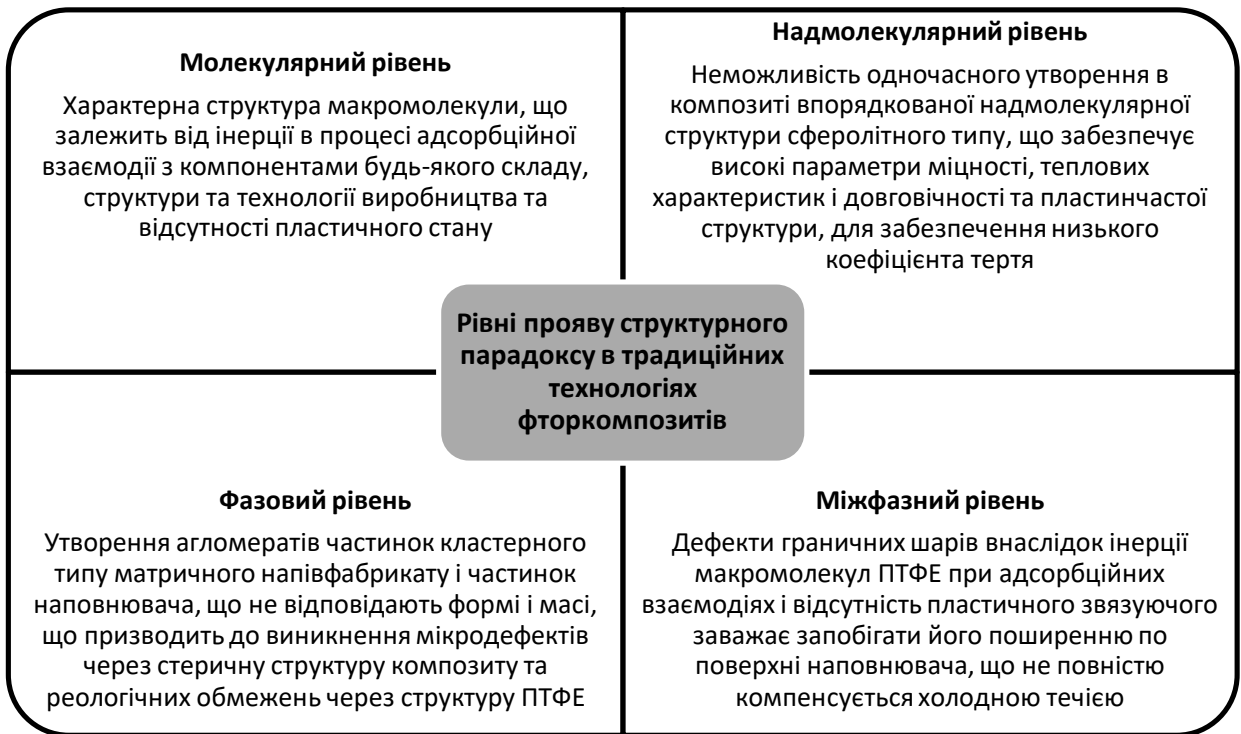 Молекулярний рівень
Характерна структура макромолекули, що
залежить від інерції в процесі адсорбційної
взаємодії з компонентами будь-якого складу,
структури та технології виробництва та
відсутності пластичного стану
Надмолекулярний рівень
Неможливість одночасного утворення в
композиті впорядкованої надмолекулярної
структури сферолітного типу, що забезпечує
високі параметри міцності, теплових
характеристик і довговічності та пластинчастої
структури, для забезпечення низького
коефіцієнта тертя
Рівні прояву структурного
парадоксу в традиційних
технологіях
фторкомпозитів
Фазовий рівень
Утворення агломератів частинок кластерного
типу матричного напівфабрикату і частинок
наповнювача, що не відповідають формі і масі,
що призводить до виникнення мікродефектів
через стеричну структуру композиту та
реологічних обмежень через структуру ПТФЕ
Міжфазний рівень
Дефекти граничних шарів внаслідок інерції
макромолекул ПТФЕ при адсорбційних
взаємодіях і відсутність пластичного звязуючого
заважає запобігати його поширенню по
поверхні наповнювача, що не повністю
компенсується холодною течією